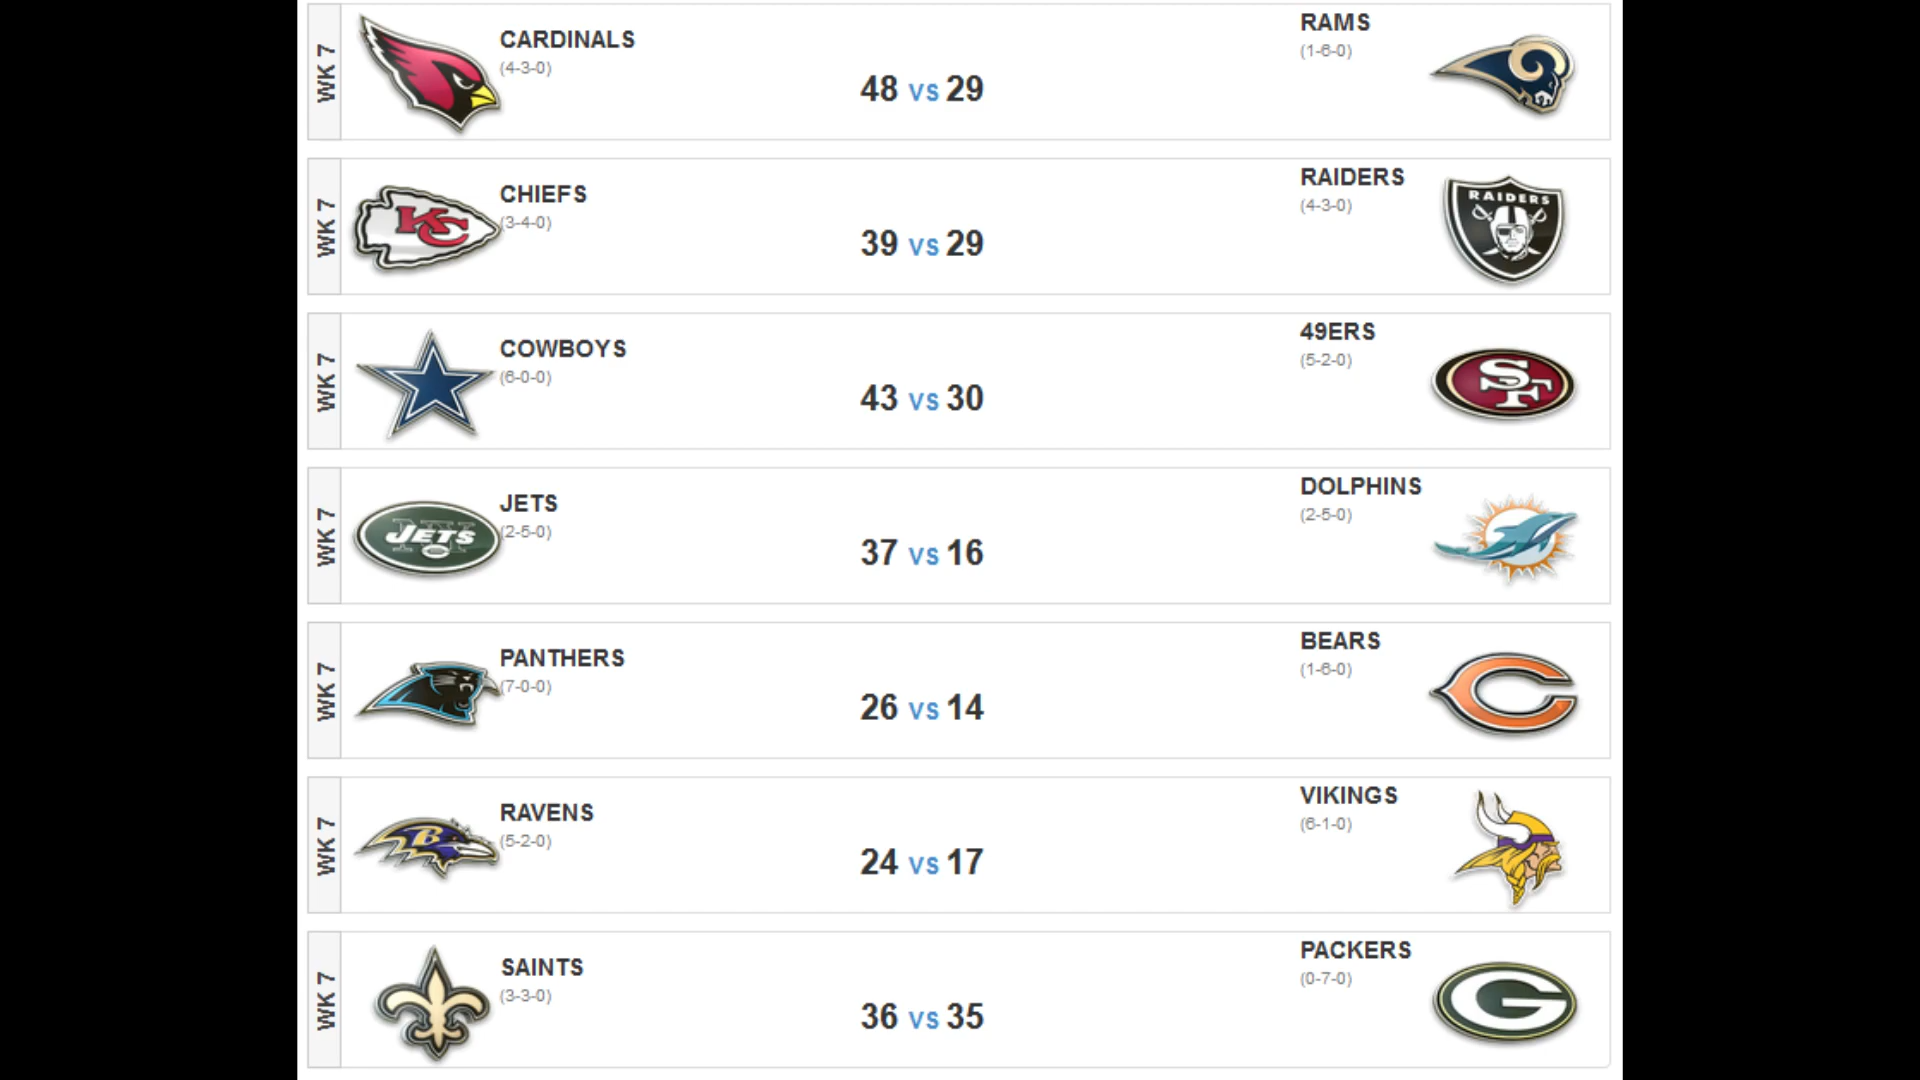 WK 7
CARDINALS
(4-3-0)
48 vs 29
RAMS
(1-6-0)
WK 7
KC
CHIEFS
(3-4-0)
39 vs 29
RAIDERS
(4-3-0)
RAIDERS
WK 7
COWBOYS
(6-0-0)
43 vs 30
49ERS
(5-2-0)
SF
WK 7
NY
JETS
JETS
(2-5-0)
37 vs 16
DOLPHINS
(2-5-0)
WK 7
PANTHERS
(7-0-0)
26 vs 14
BEARS
(1-6-0)
C
WK 7
B
RAVENS
(5-2-0)
24 vs 17
VIKINGS
(6-1-0)
WK 7
SAINTS
(3-3-0)
36 vs 35
PACKERS
(0-7-0)
G